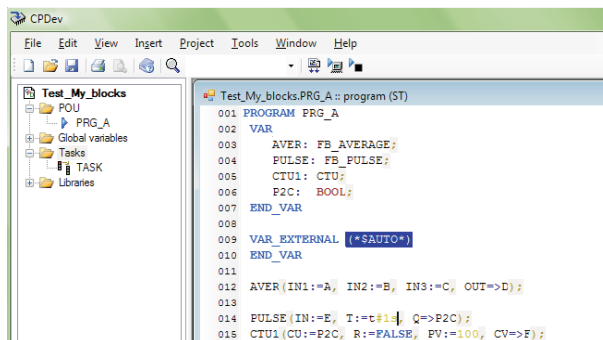 CPDev
File Edit View Insert Project Tools Window Help
Test_My_blocks
POU
PRG_A
Global variables
Tasks
TASK
Libraries
Test_My_blocks.PRG_A :: program (ST)
001 PROGRAM PRG_A
002 VAR
003 AVER: FB_AVERAGE;
004 PULSE: FB_PULSE;
005 CTU1: CTU;
006 P2C: BOOL;
007 END_VAR
008
009 VAR_EXTERNAL (*$AUTO*)
010 END_VAR
011
012 AVER(IN1:=A, IN2:=B, IN3:=C, OUT=>D);
013
014 PULSE(IN:=E, T:=t#1s, Q=>P2C);
015 CTU1(CU:=P2C, R:=FALSE, PV:=100, CV=>F);